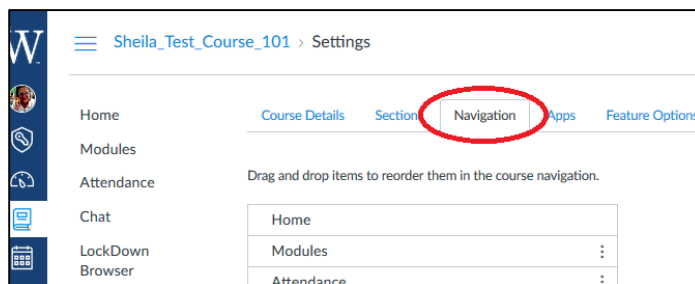 W
Sheila_Test_Course_101 > Settings
Home
Modules
Attendance
Chat
LockDown
Browser
Course Details Section Navigation Apps Feature Options
Drag and drop items to reorder them in the course navigation.
Home
Modules
Attendance